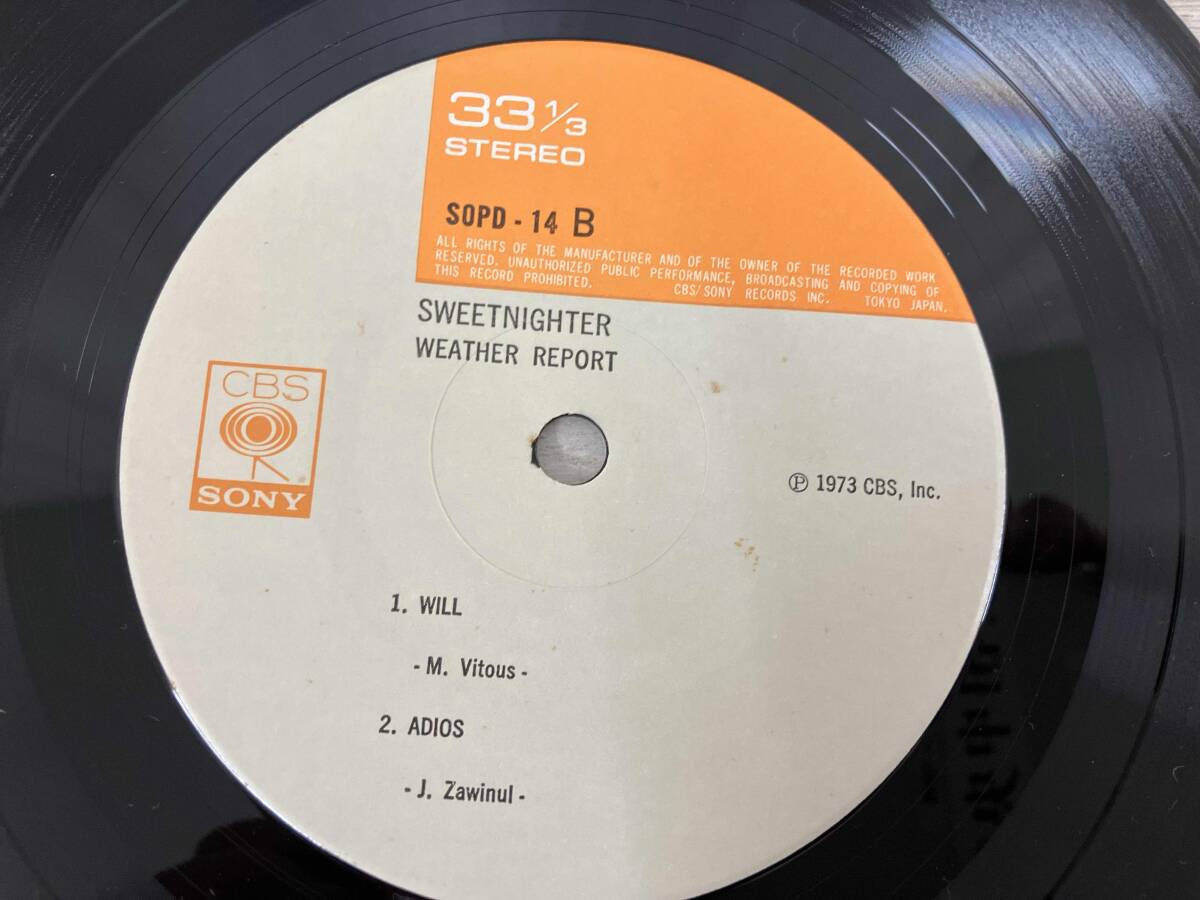 33 1/3
STEREO
SOPD - 14 B
ALL RIGHTS OF THE MANUFACTURER AND OF THE OWNER OF THE RECORDED WORK
RESERVED. UNAUTHORIZED PUBLIC PERFORMANCE, BROADCASTING AND COPYING OF
THIS RECORD PROHIBITED. CBS/SONY RECORDS INC. TOKYO JAPAN.
SWEETNIGHTER
WEATHER REPORT
CBS
SONY
Ⓟ 1973 CBS, Inc.
1. WILL
- M. Vitous -
2. ADIOS
- J. Zawinul -